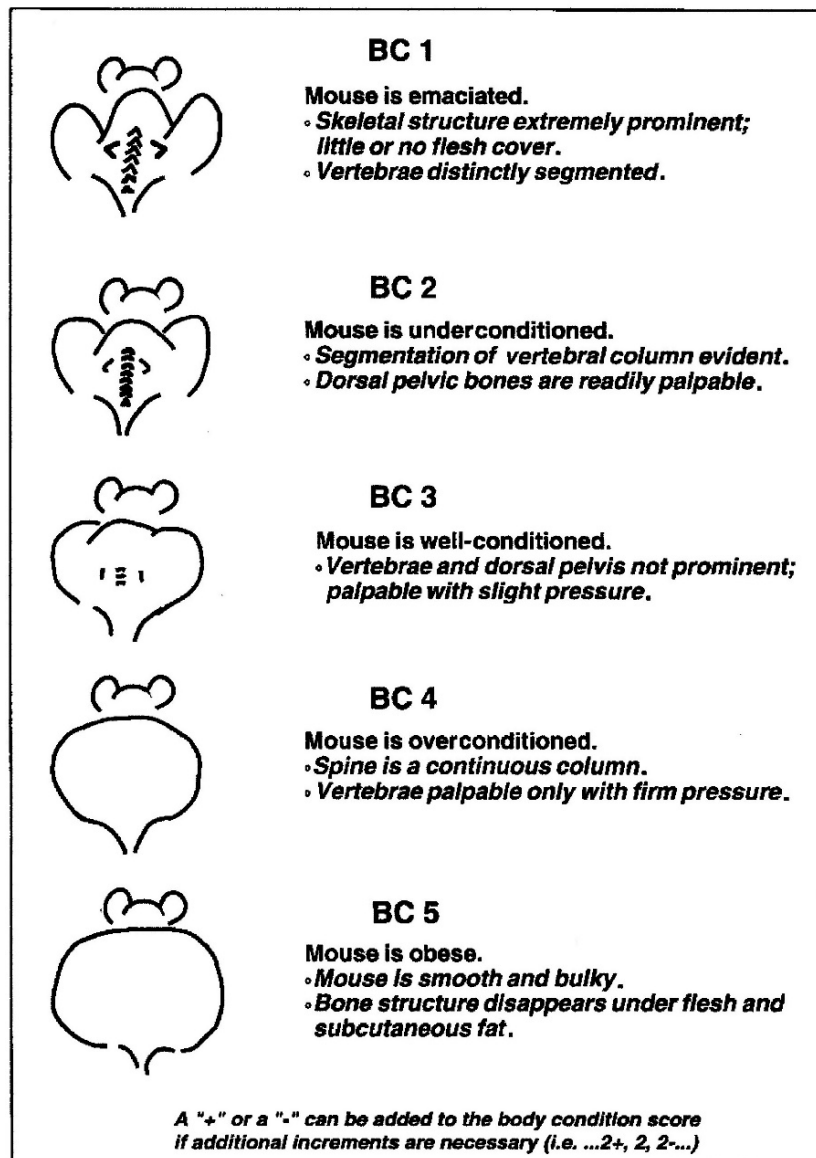 BC 1
Mouse is emaciated.
◦ Skeletal structure extremely prominent;
little or no flesh cover.
◦ Vertebrae distinctly segmented.
BC 2
Mouse is underconditioned.
◦ Segmentation of vertebral column evident.
◦ Dorsal pelvic bones are readily palpable.
BC 3
Mouse is well-conditioned.
◦ Vertebrae and dorsal pelvis not prominent;
palpable with slight pressure.
BC 4
Mouse is overconditioned.
◦ Spine is a continuous column.
◦ Vertebrae palpable only with firm pressure.
BC 5
Mouse is obese.
◦ Mouse is smooth and bulky.
◦ Bone structure disappears under flesh and
subcutaneous fat.
A "+" or a "-" can be added to the body condition score
if additional increments are necessary (i.e. ...2+, 2, 2-...)